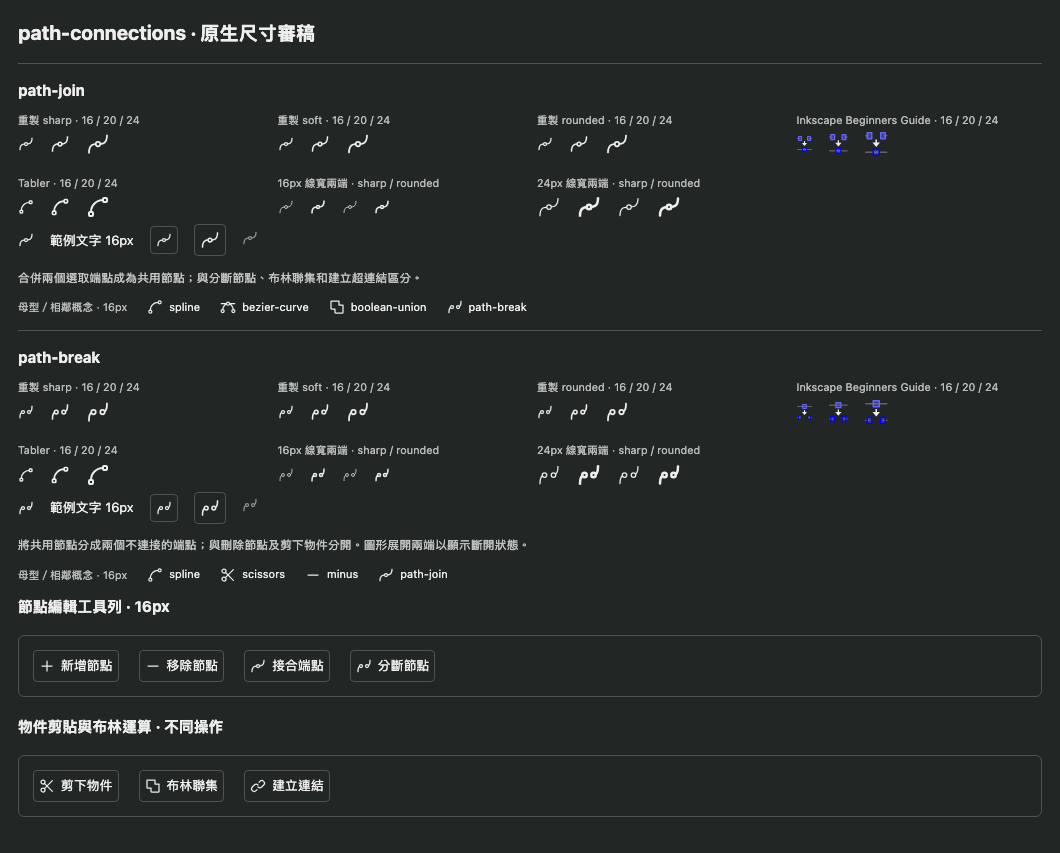 path-connections · 原生尺寸審稿
path-join
重製 sharp · 16 / 20 / 24
重製 soft · 16 / 20 / 24
重製 rounded · 16 / 20 / 24
Inkscape Beginners Guide · 16 / 20 / 24
Tabler · 16 / 20 / 24
16px 線寬兩端 · sharp / rounded
24px 線寬兩端 · sharp / rounded
範例文字 16px
合併兩個選取端點成為共用節點；與分斷節點、布林聯集和建立超連結區分。
母型 / 相鄰概念 · 16px spline bezier-curve boolean-union path-break
path-break
重製 sharp · 16 / 20 / 24
重製 soft · 16 / 20 / 24
重製 rounded · 16 / 20 / 24
Inkscape Beginners Guide · 16 / 20 / 24
Tabler · 16 / 20 / 24
16px 線寬兩端 · sharp / rounded
24px 線寬兩端 · sharp / rounded
範例文字 16px
將共用節點分成兩個不連接的端點；與刪除節點及剪下物件分開。圖形展開兩端以顯示斷開狀態。
母型 / 相鄰概念 · 16px spline scissors minus path-join
節點編輯工具列 · 16px
新增節點 移除節點 接合端點 分斷節點
物件剪貼與布林運算 · 不同操作
剪下物件 布林聯集 建立連結